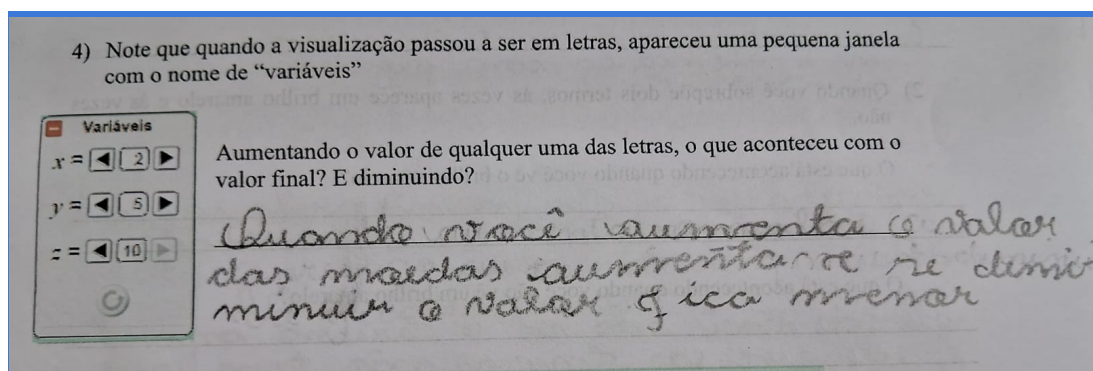 4) Note que quando a visualização passou a ser em letras, apareceu uma pequena janela
com o nome de “variáveis”
Variáveis
x = 2
y = 5
z = 10
Aumentando o valor de qualquer uma das letras, o que aconteceu com o
valor final? E diminuindo?
Quando você aumenta o valor
das moedas aumenta e se dimi
minuir o valor fica menor